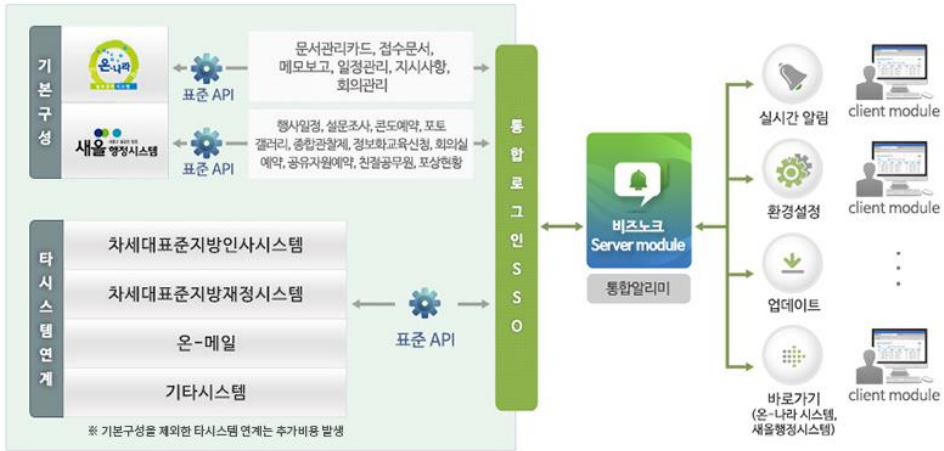 기본구성
온-나라
표준 API
문서관리카드, 접수문서,
메모보고, 일정관리, 지시사항,
회의관리
새올 행정시스템
표준 API
행사일정, 설문조사, 콘도예약, 포토
갤러리, 종합관찰제, 정보화교육신청, 회의실
예약, 공유자원예약, 친절공무원, 포상현황
타시스템연계
차세대표준지방인사시스템
차세대표준지방재정시스템
온-메일
기타시스템
표준 API
※ 기본구성을 제외한 타시스템 연계는 추가비용 발생
통합로그인SSO
비즈노크
Server module
통합알리미
실시간 알림
client module
환경설정
client module
업데이트
바로가기
(온-나라 시스템,
새올행정시스템)
client module